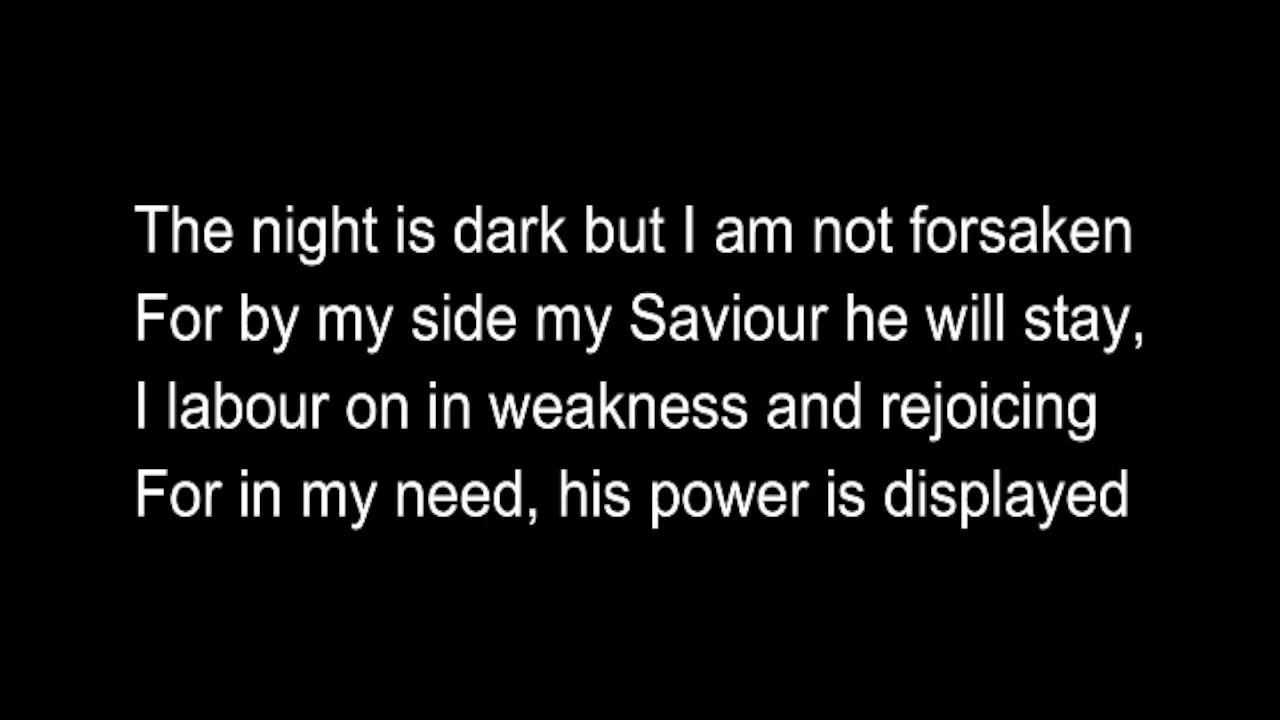 The night is dark but I am not forsaken
For by my side my Saviour he will stay,
I labour on in weakness and rejoicing
For in my need, his power is displayed